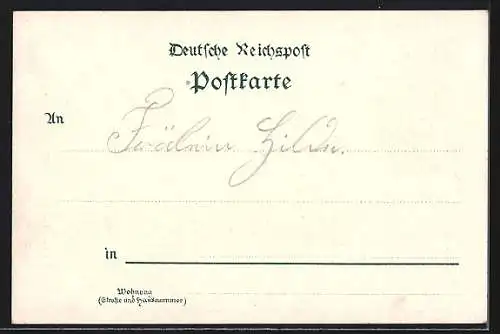 Deutsche Reichspost
Postkarte
An Fräulein Hilda.
in
Wohnung
(Straße und Hausnummer)